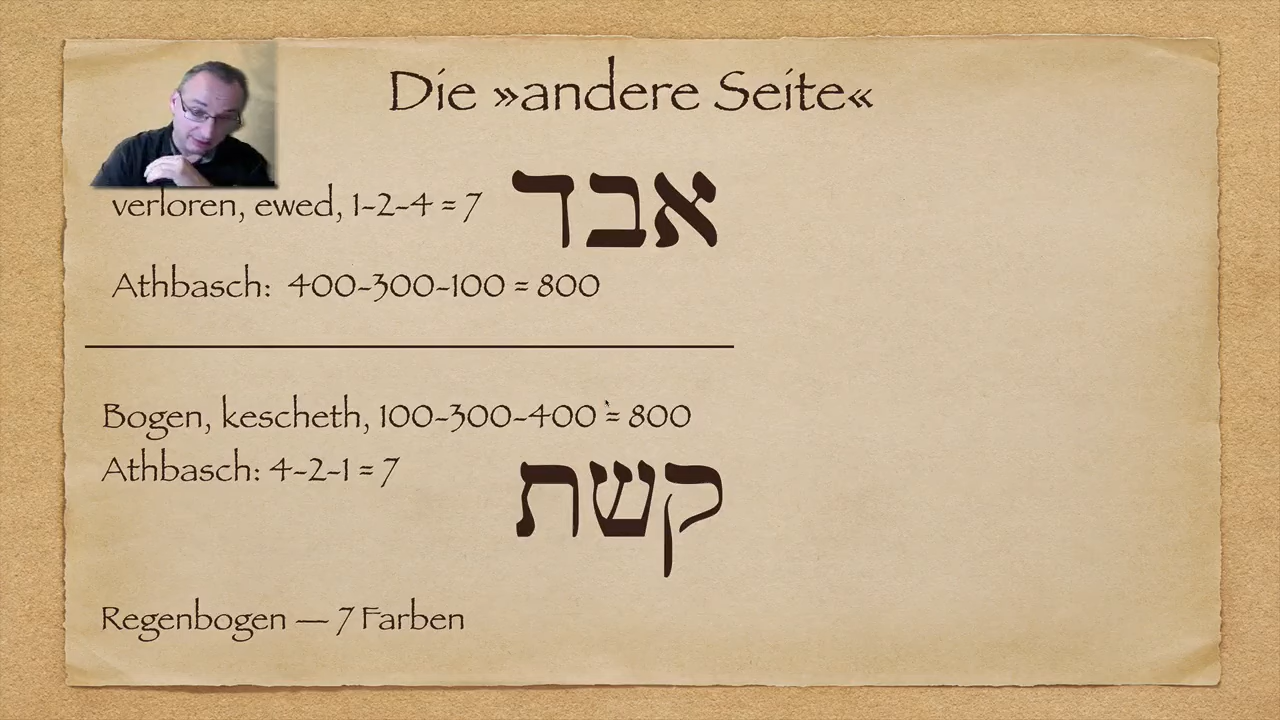 Die »andere Seite«
verloren, ewed, 1-2-4 = 7
אבד
Athbasch: 400-300-100 = 800
Bogen, kescheth, 100-300-400 = 800
Athbasch: 4-2-1 = 7
קשת
Regenbogen — 7 Farben